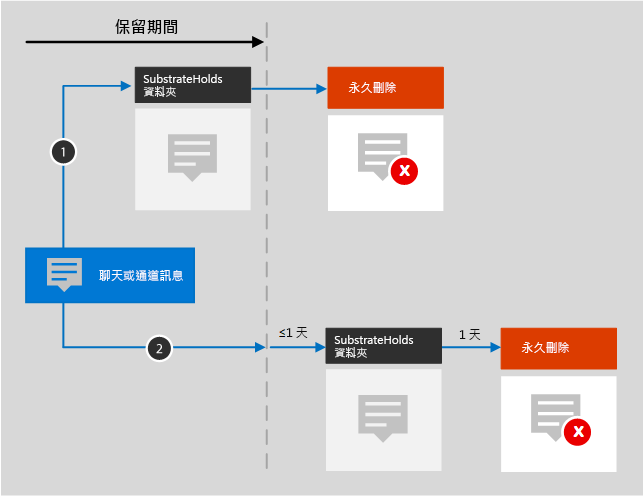 保留期間
SubstrateHolds
資料夾
永久刪除
1
X
聊天或通道訊息
2
≤1 天
SubstrateHolds
資料夾
1 天
永久刪除
X